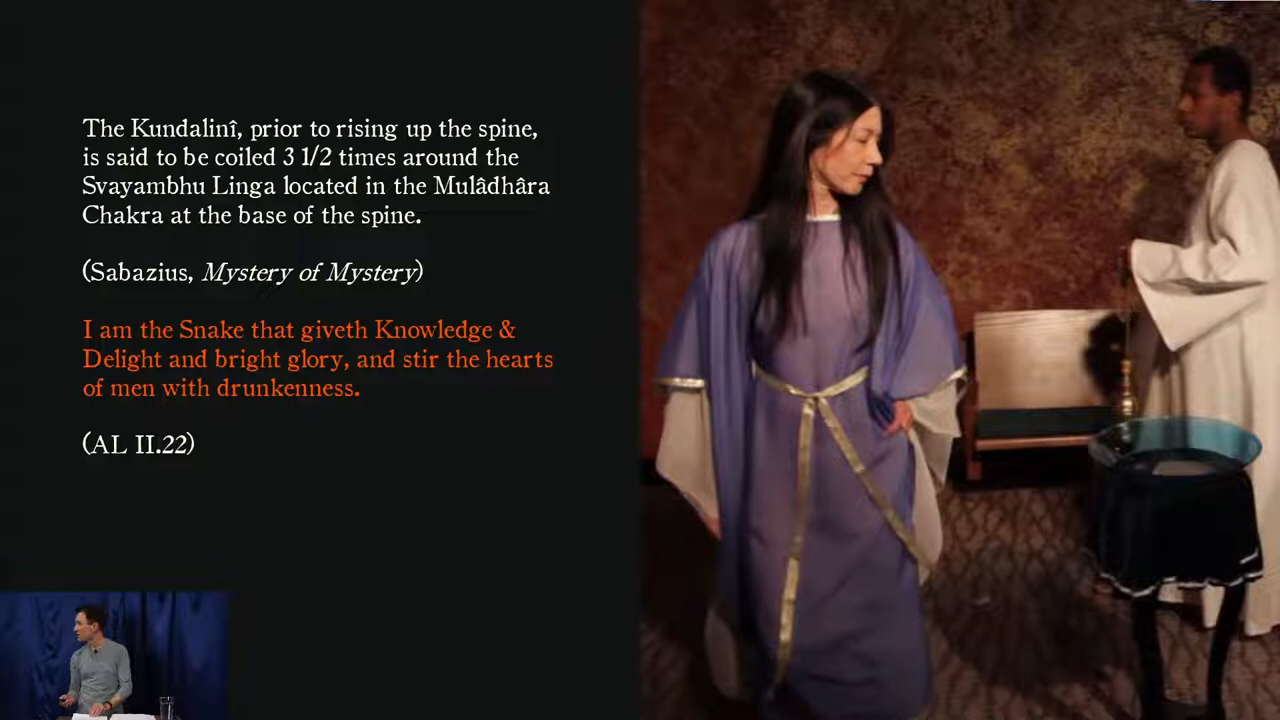 The Kundalinî, prior to rising up the spine,
is said to be coiled 3 1/2 times around the
Svayambhu Linga located in the Mulâdhâra
Chakra at the base of the spine.
(Sabazius, Mystery of Mystery)
I am the Snake that giveth Knowledge &
Delight and bright glory, and stir the hearts
of men with drunkenness.
(AL II.22)